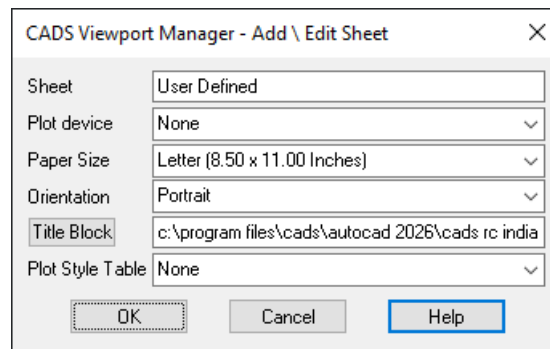 CADS Viewport Manager - Add \ Edit Sheet
Sheet User Defined
Plot device None
Paper Size Letter (8.50 x 11.00 Inches)
Orientation Portrait
Title Block c:\program files\cads\autocad 2026\cads rc india
Plot Style Table None
OK Cancel Help